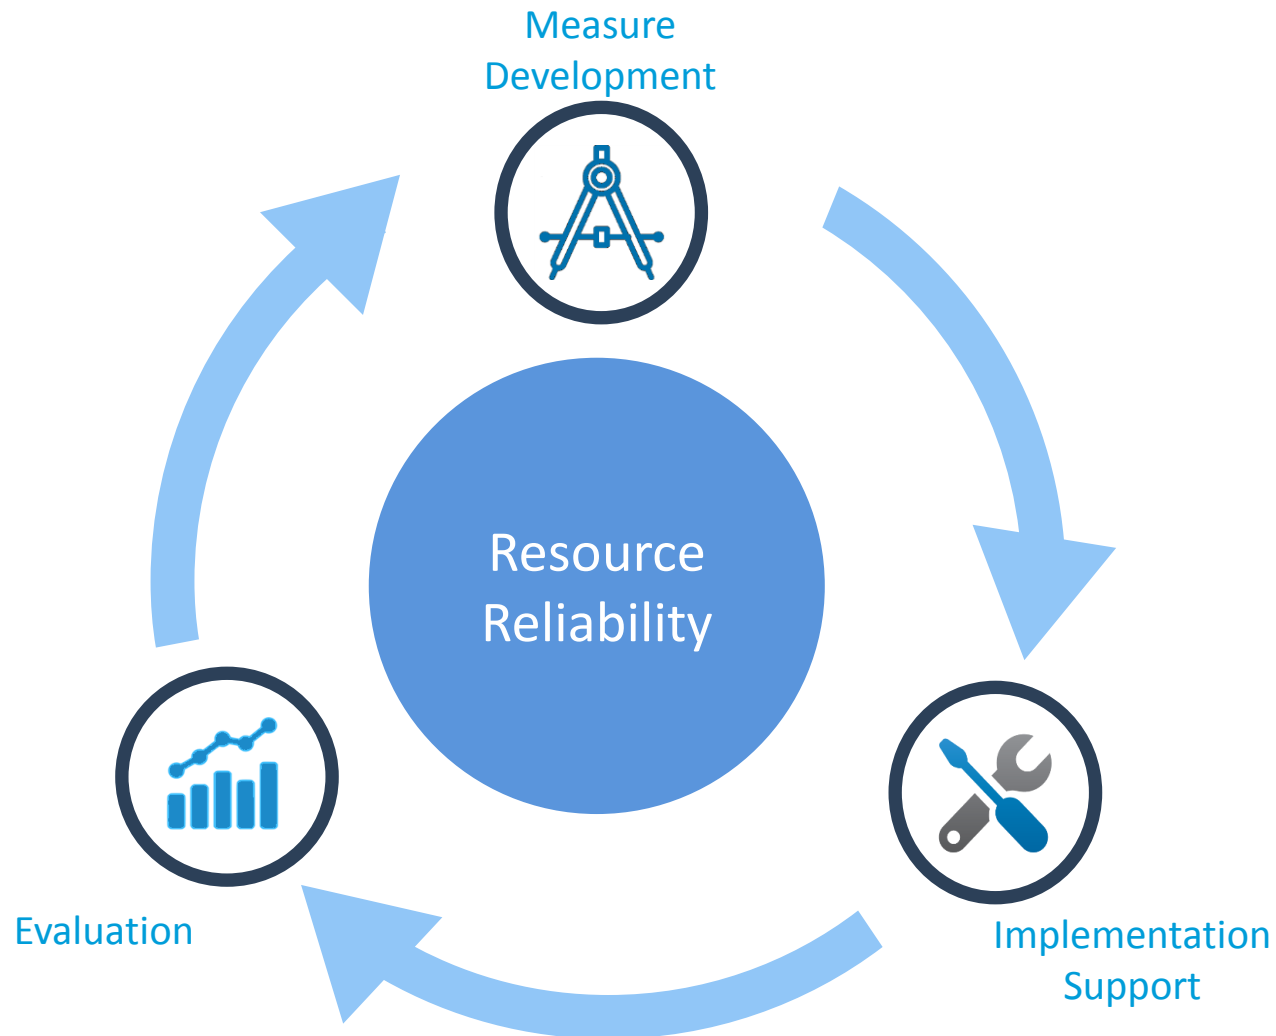 Measure
Development
Resource
Reliability
Evaluation
Implementation
Support